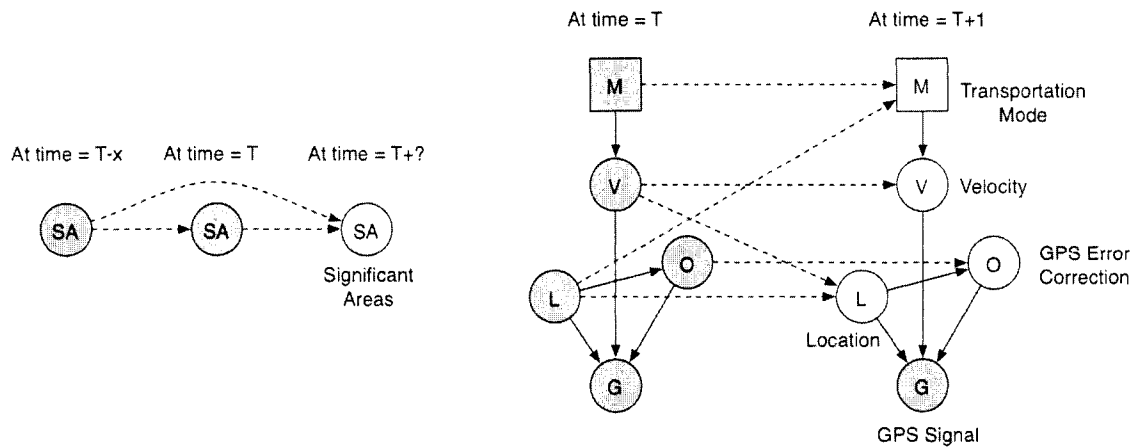 At time = T-x At time = T At time = T+?
SA SA SA
Significant
Areas
At time = T At time = T+1
M M Transportation
Mode
V V Velocity
O O GPS Error
Correction
L L
Location
G G
GPS Signal